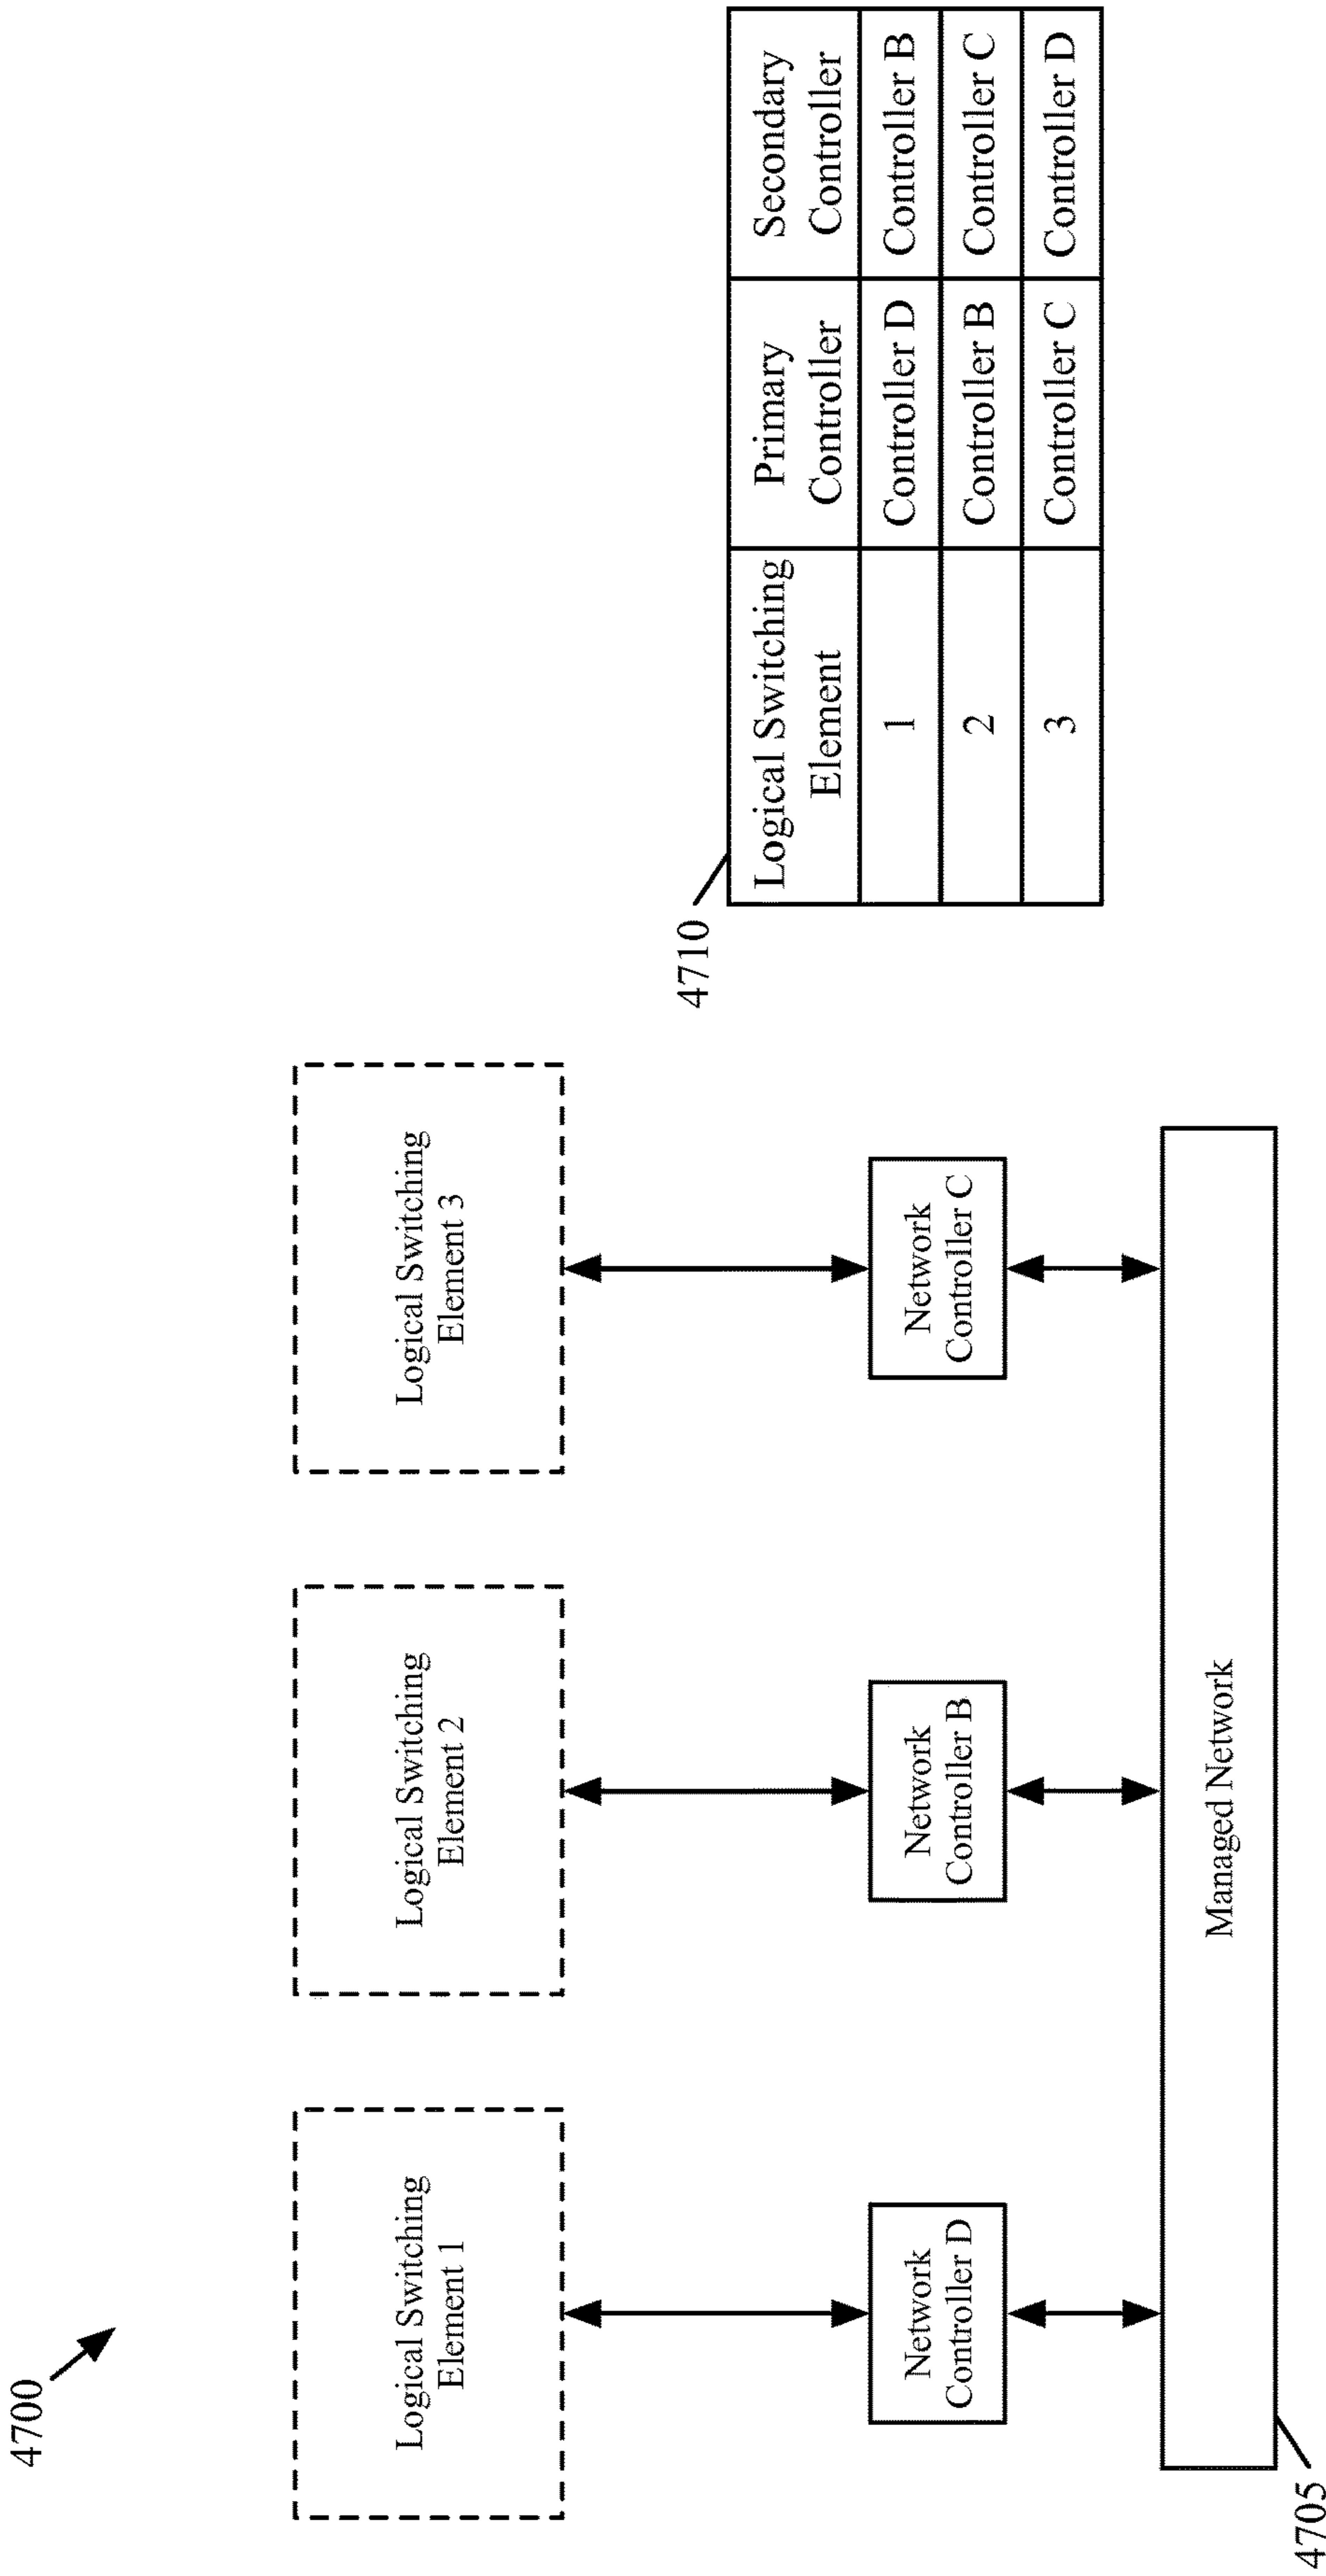 4700
Logical Switching
Element 1
Logical Switching
Element 2
Logical Switching
Element 3
Network
Controller D
Network
Controller B
Network
Controller C
Managed Network
4705
4710
Logical Switching
Element
Primary
Controller
Secondary
Controller
1
Controller D
Controller B
2
Controller B
Controller C
3
Controller C
Controller D